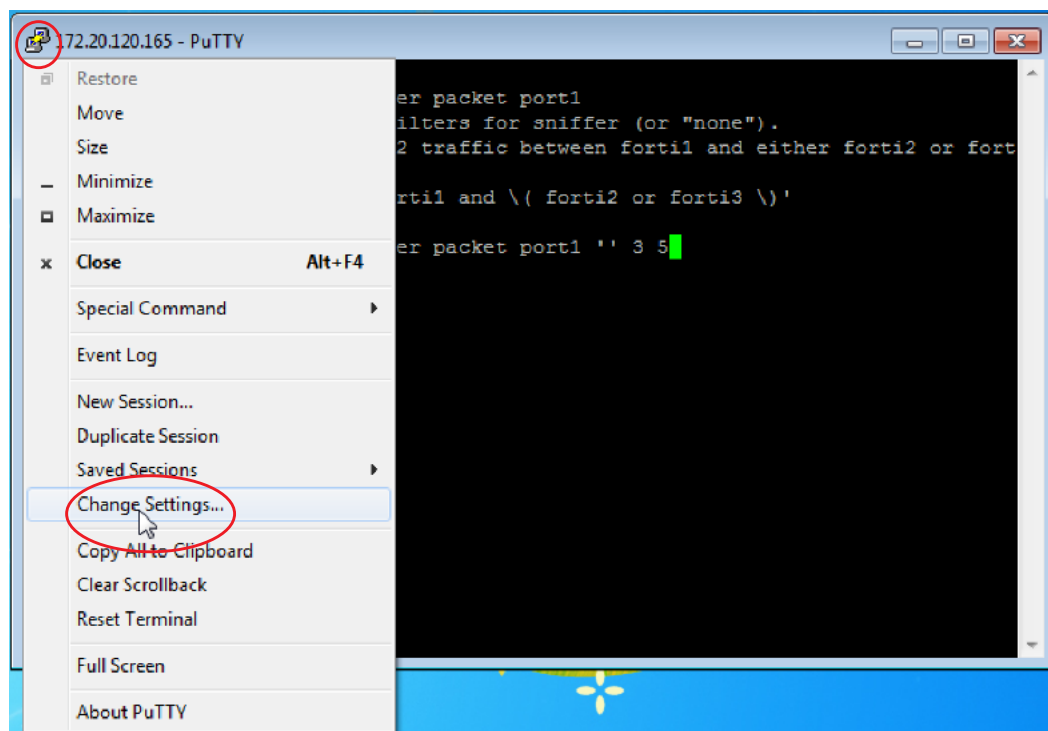 172.20.120.165 - PuTTY
Restore
Move
Size
Minimize
Maximize
Close Alt+F4
Special Command
Event Log
New Session...
Duplicate Session
Saved Sessions
Change Settings...
Copy All to Clipboard
Clear Scrollback
Reset Terminal
Full Screen
About PuTTY
er packet port1
ilters for sniffer (or "none").
2 traffic between forti1 and either forti2 or fort
rti1 and \( forti2 or forti3 \)'
er packet port1 '' 3 5